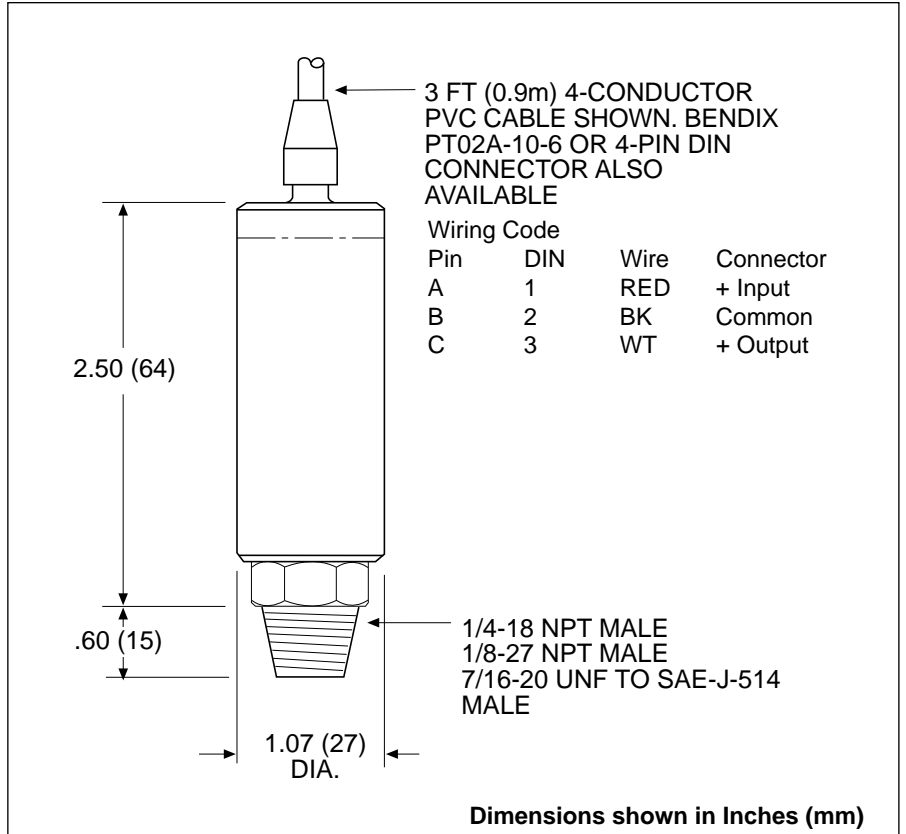 3 FT (0.9m) 4-CONDUCTOR
PVC CABLE SHOWN. BENDIX
PT02A-10-6 OR 4-PIN DIN
CONNECTOR ALSO
AVAILABLE
Wiring Code
Pin DIN Wire Connector
A 1 RED + Input
B 2 BK Common
C 3 WT + Output
2.50 (64)
.60 (15)
1/4-18 NPT MALE
1/8-27 NPT MALE
7/16-20 UNF TO SAE-J-514
MALE
1.07 (27)
DIA.
Dimensions shown in Inches (mm)